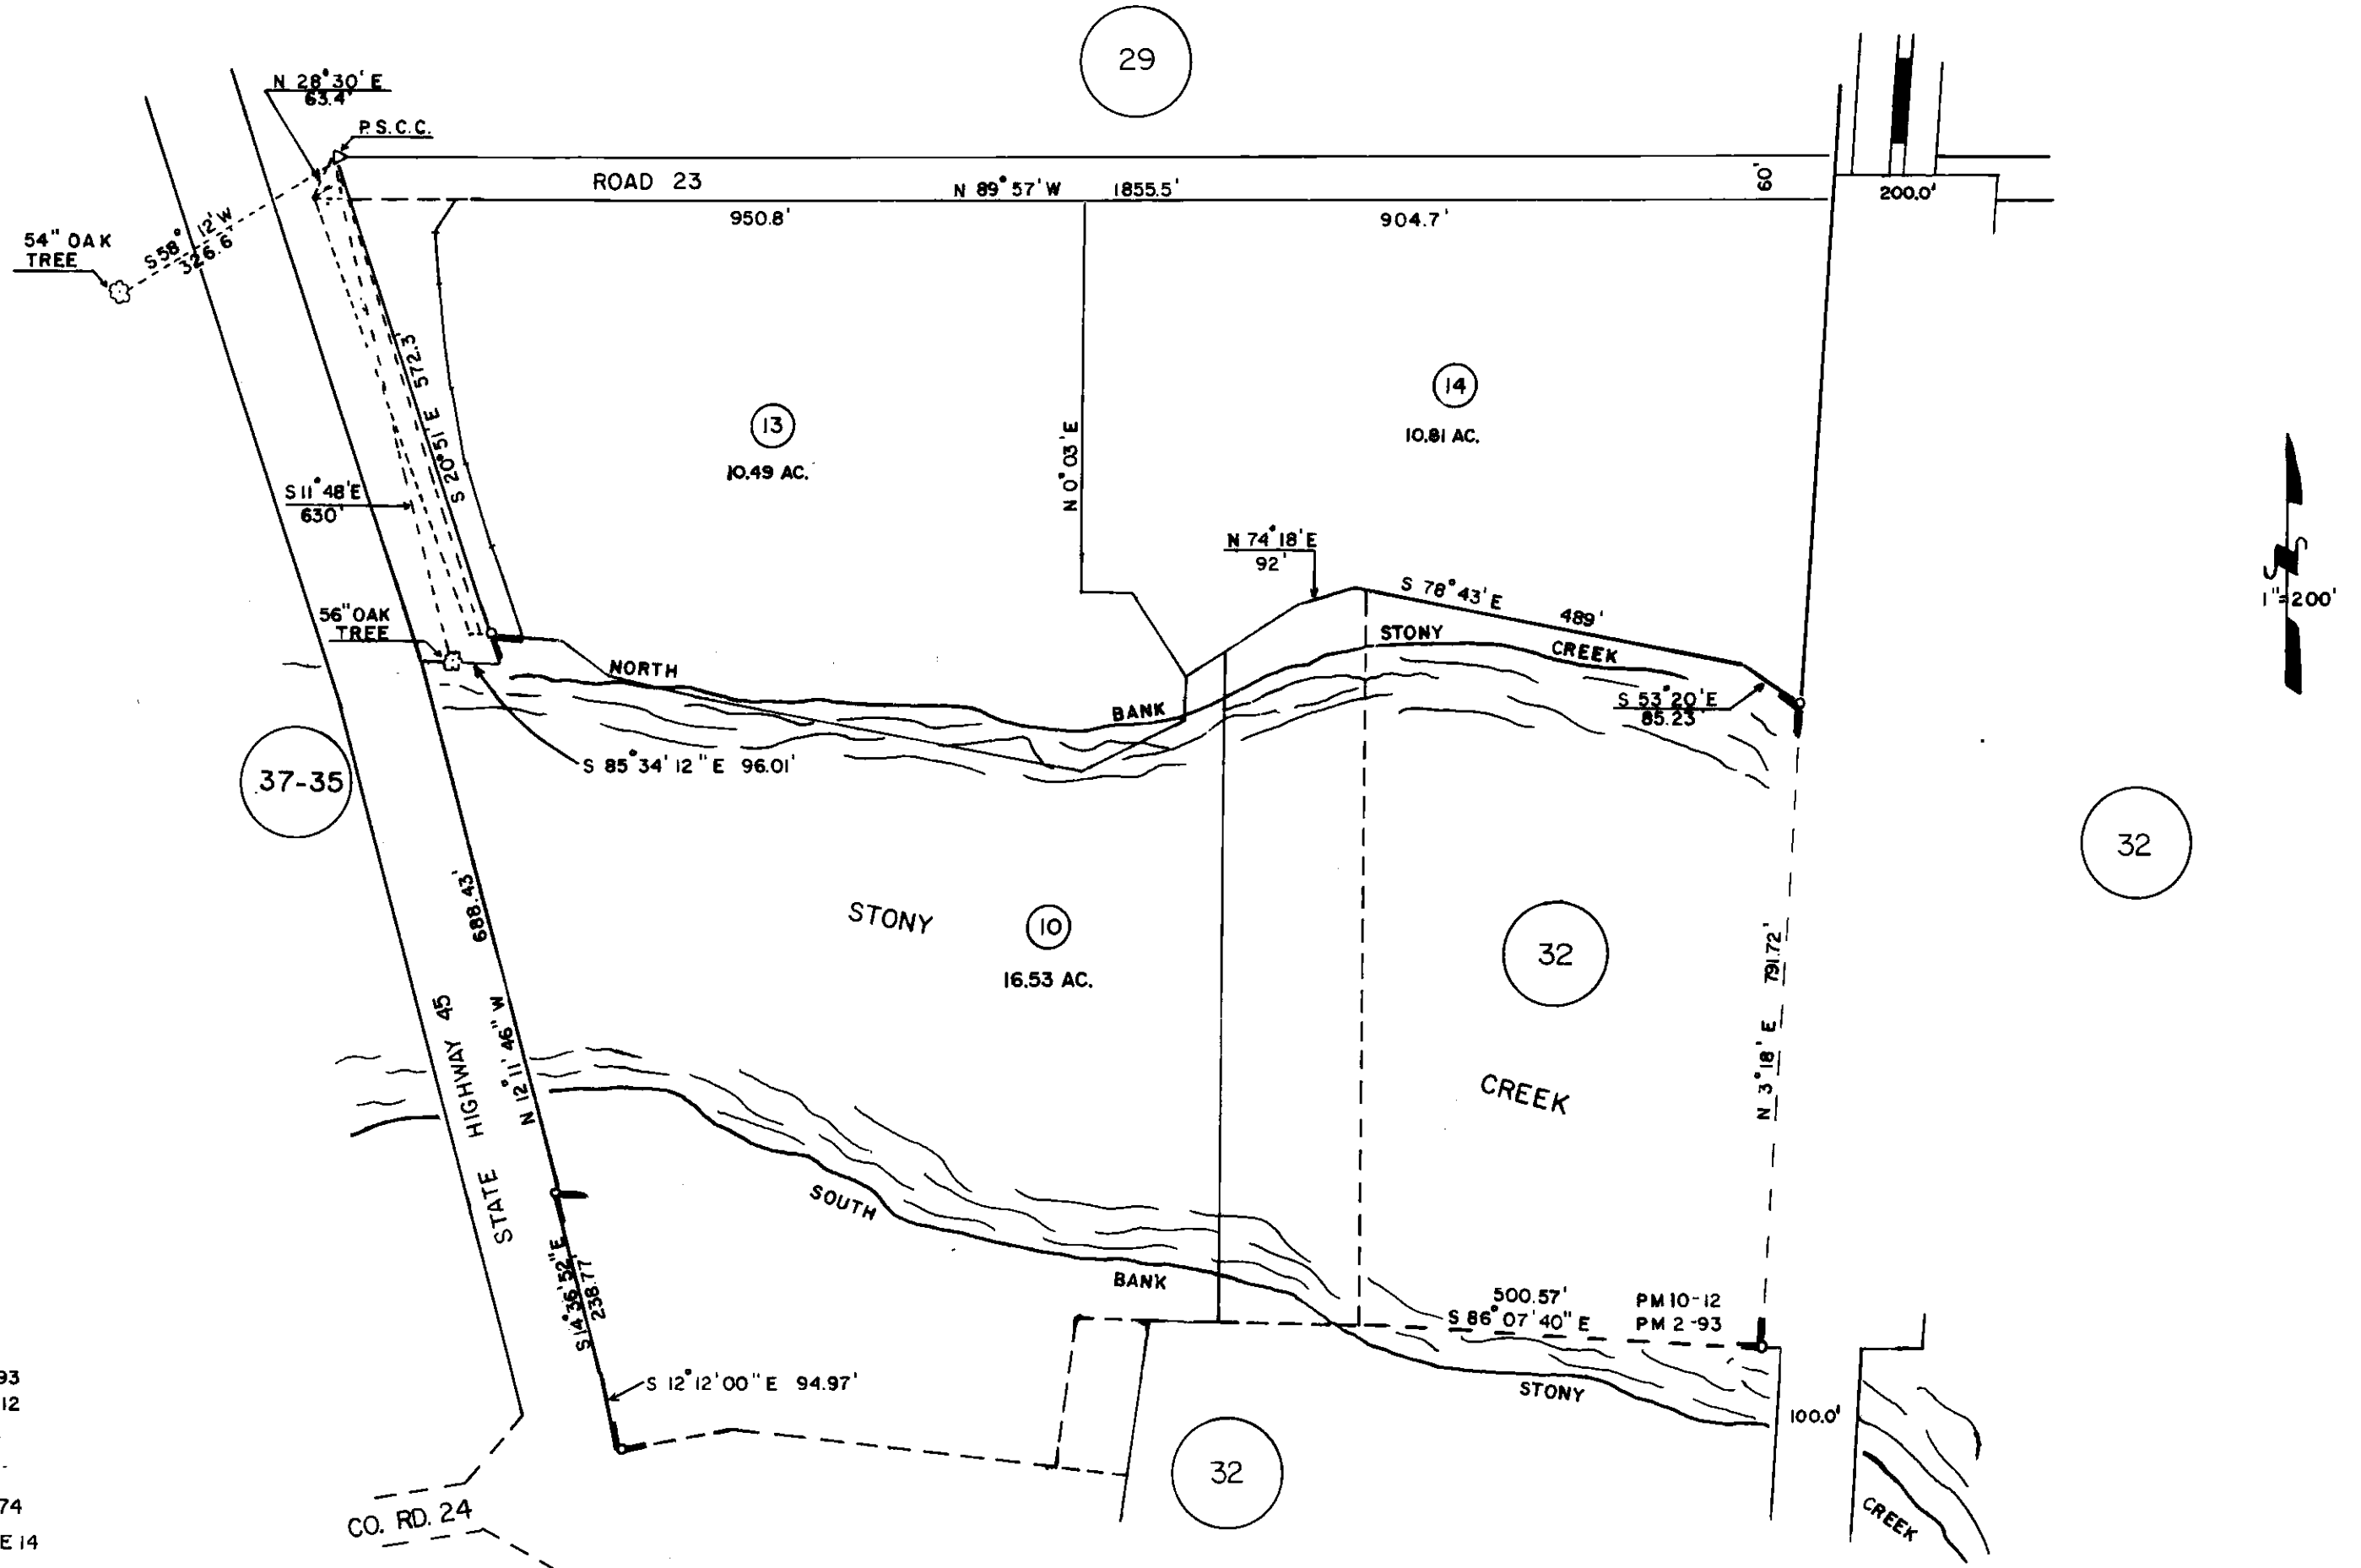 29
N 28°30' E
63.4'
P.S.C.C.
ROAD 23
N 89°57' W 1855.5'
60'
200.0'
950.8'
904.7'
54" OAK
TREE
S 58° 12' W
326.6'
S 20°51' E 572.3'
13
10.49 AC.
14
10.81 AC.
N 0°03' E
S 11°48' E
630'
N 74°18' E
92'
S 78°43' E 489'
1"=200'
56" OAK
TREE
STONY
CREEK
NORTH
BANK
S 53°20' E
85.23'
S 85°34'12" E 96.01'
37-35
32
688.43'
N 12°11'46" W
STONY
10
16.53 AC.
32
791.72'
N 3°18' E
STATE HIGHWAY 45
CREEK
SOUTH
BANK
S 14°36'52" E
238.77'
500.57'
S 86°07'40" E
PM 10-12
PM 2-93
S 12°12'00" E 94.97'
STONY
100.0'
93
12
32
74
CO. RD. 24
E 14
CREEK